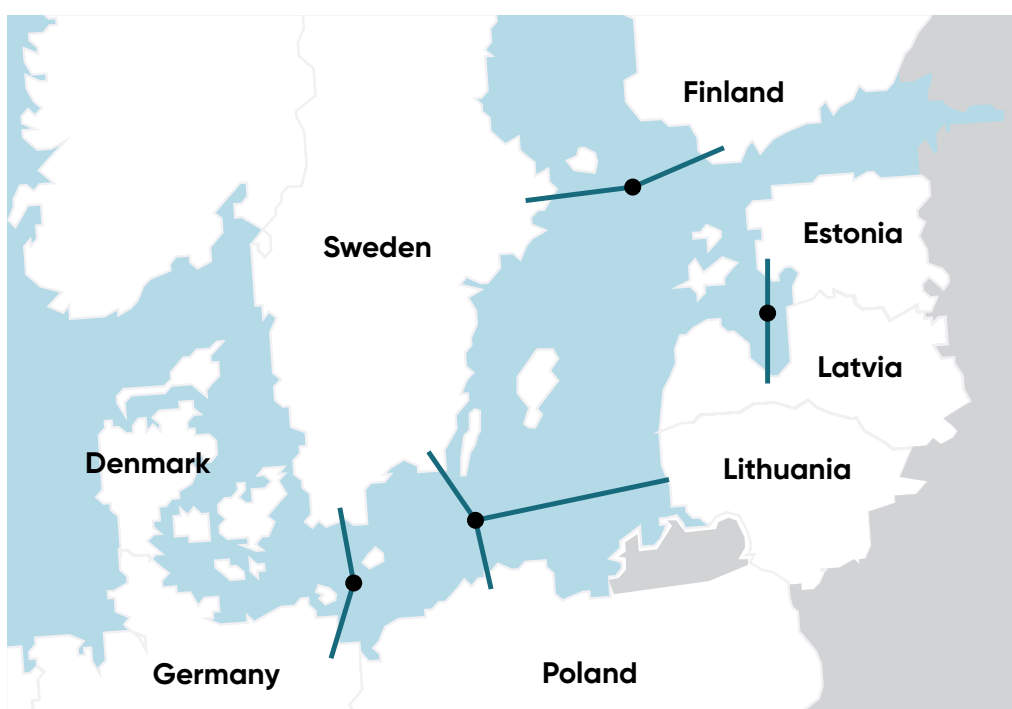 Finland
Estonia
Sweden
Latvia
Denmark
Lithuania
Germany
Poland